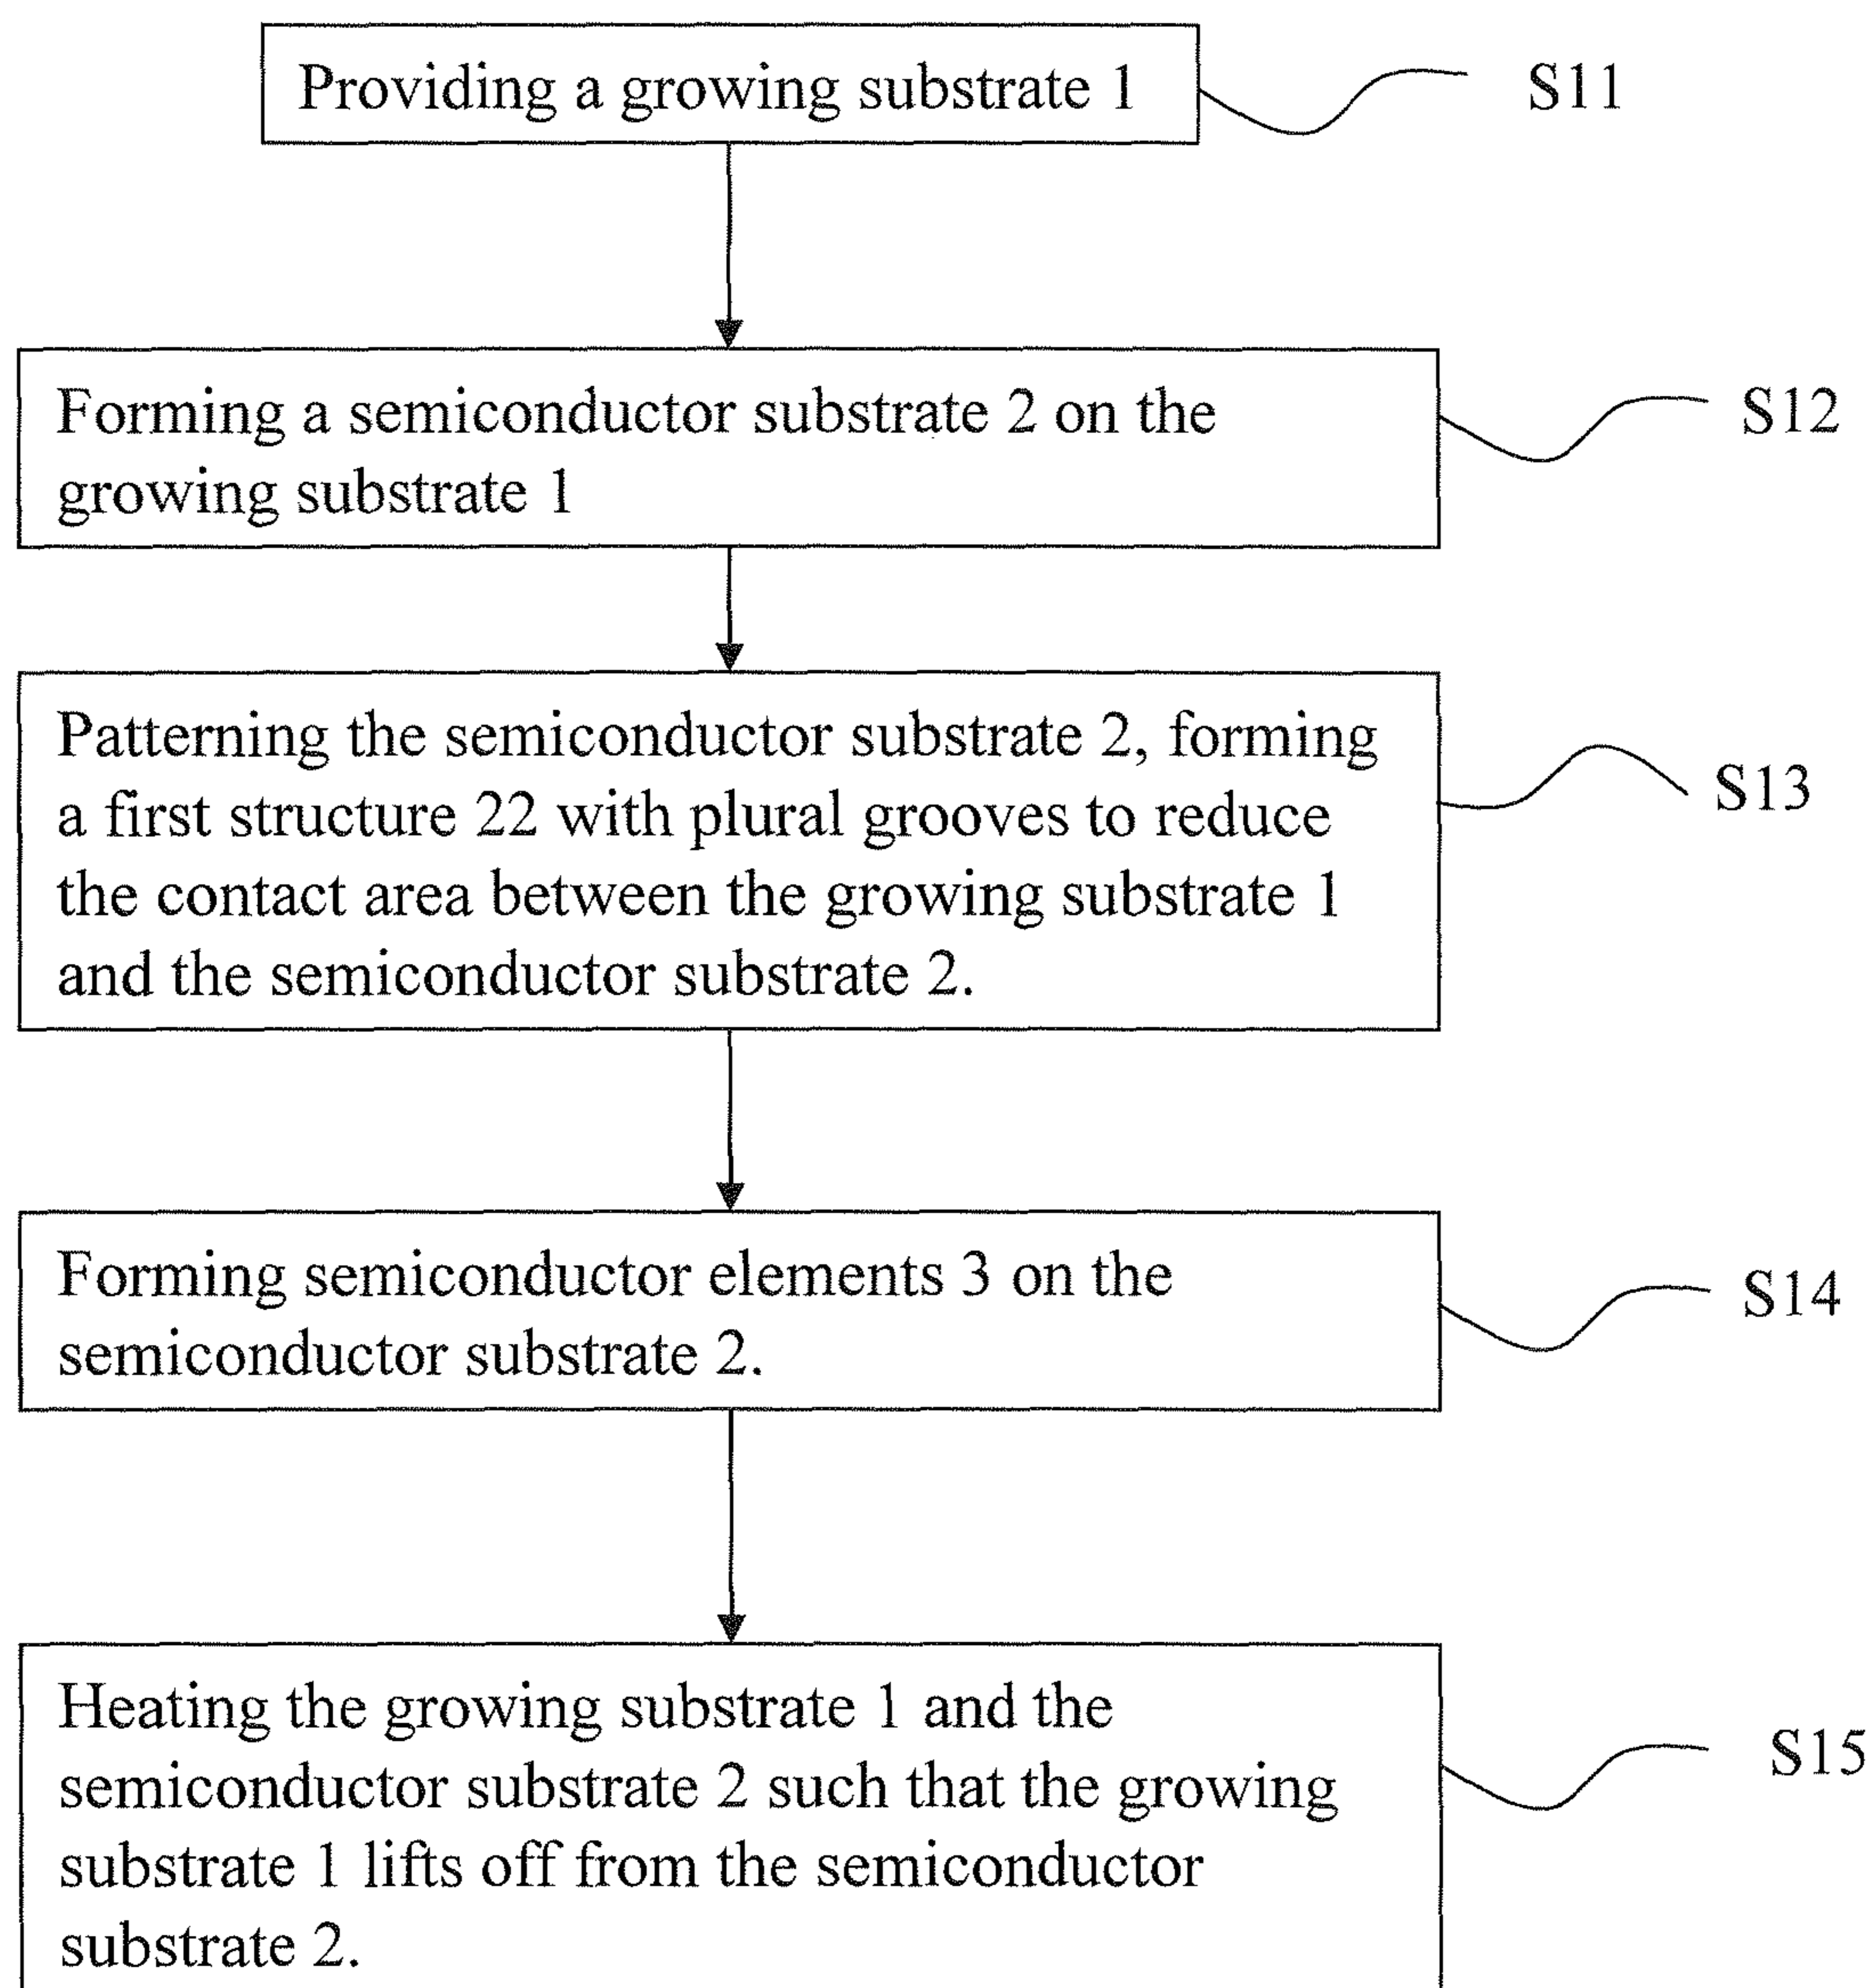 Providing a growing substrate 1
S11
Forming a semiconductor substrate 2 on the
growing substrate 1
S12
Patterning the semiconductor substrate 2, forming
a first structure 22 with plural grooves to reduce
the contact area between the growing substrate 1
and the semiconductor substrate 2.
S13
Forming semiconductor elements 3 on the
semiconductor substrate 2.
S14
Heating the growing substrate 1 and the
semiconductor substrate 2 such that the growing
substrate 1 lifts off from the semiconductor
substrate 2.
S15